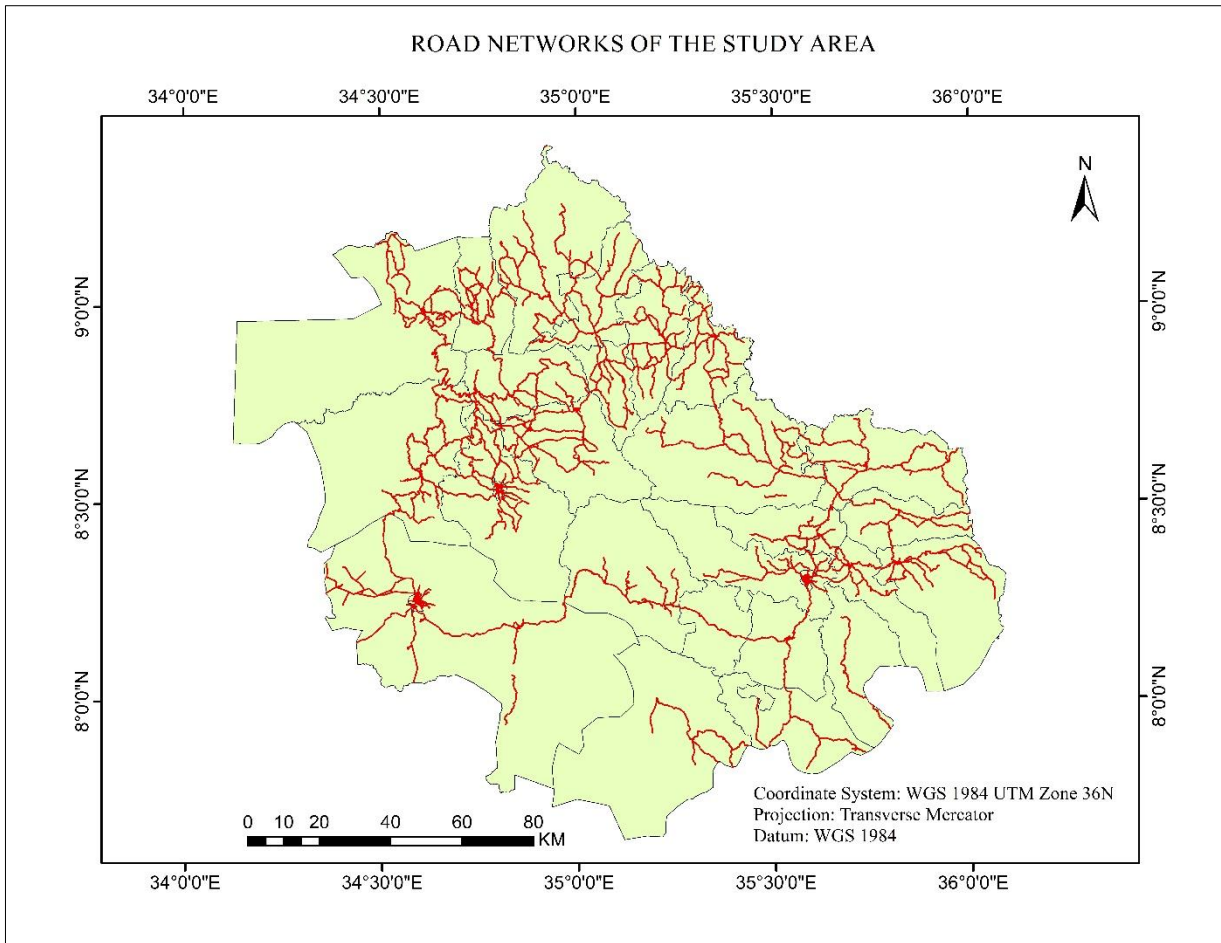 ROAD NETWORKS OF THE STUDY AREA
34°0'0"E 34°30'0"E 35°0'0"E 35°30'0"E 36°0'0"E
N
9°0'0"N 9°0'0"N
8°30'0"N 8°30'0"N
8°0'0"N 8°0'0"N
Coordinate System: WGS 1984 UTM Zone 36N
Projection: Transverse Mercator
Datum: WGS 1984
0 10 20 40 60 80
KM
34°0'0"E 34°30'0"E 35°0'0"E 35°30'0"E 36°0'0"E